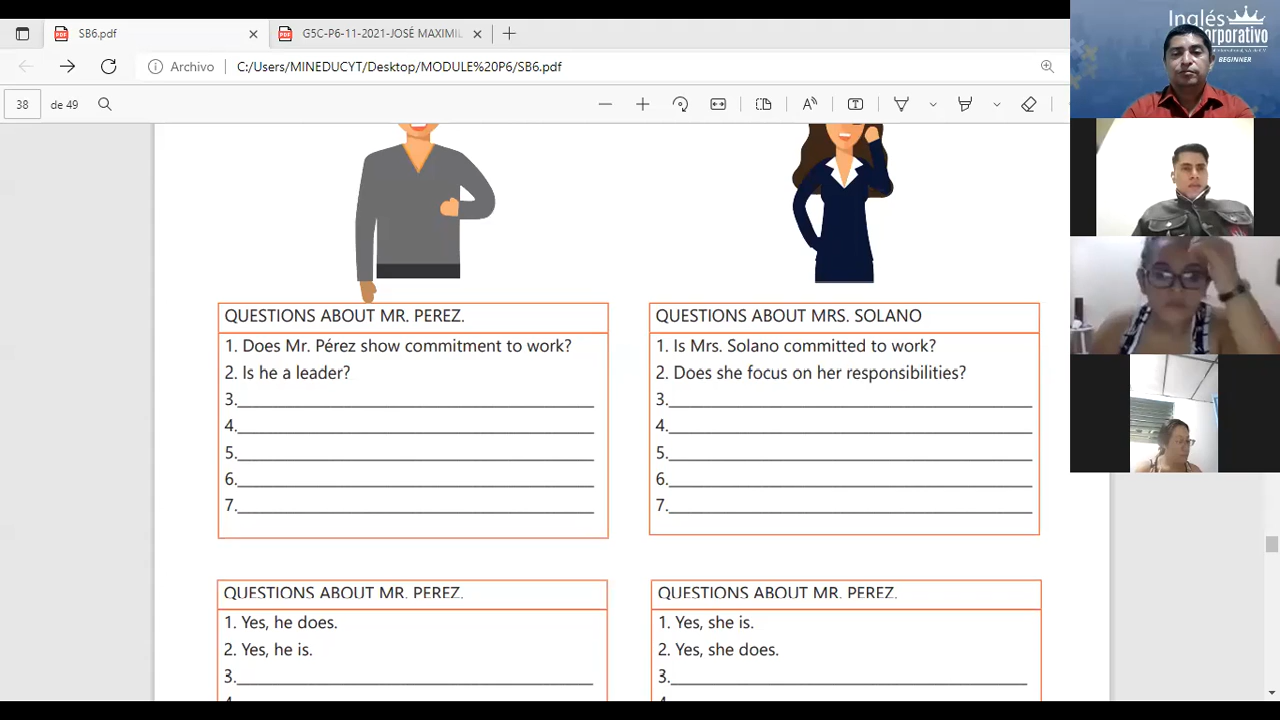 SB6.pdf
G5C-P6-11-2021-JOSÉ MAXIMIL
Archivo
C:/Users/MINEDUCYT/Desktop/MODULE%20P6/SB6.pdf
38 de 49
Inglés
Corporativo
BEGINNER
QUESTIONS ABOUT MR. PEREZ.
1. Does Mr. Pérez show commitment to work?
2. Is he a leader?
3.
4.
5.
6.
7.
QUESTIONS ABOUT MRS. SOLANO
1. Is Mrs. Solano committed to work?
2. Does she focus on her responsibilities?
3.
4.
5.
6.
7.
QUESTIONS ABOUT MR. PEREZ.
1. Yes, he does.
2. Yes, he is.
3.
4.
QUESTIONS ABOUT MR. PEREZ.
1. Yes, she is.
2. Yes, she does.
3.